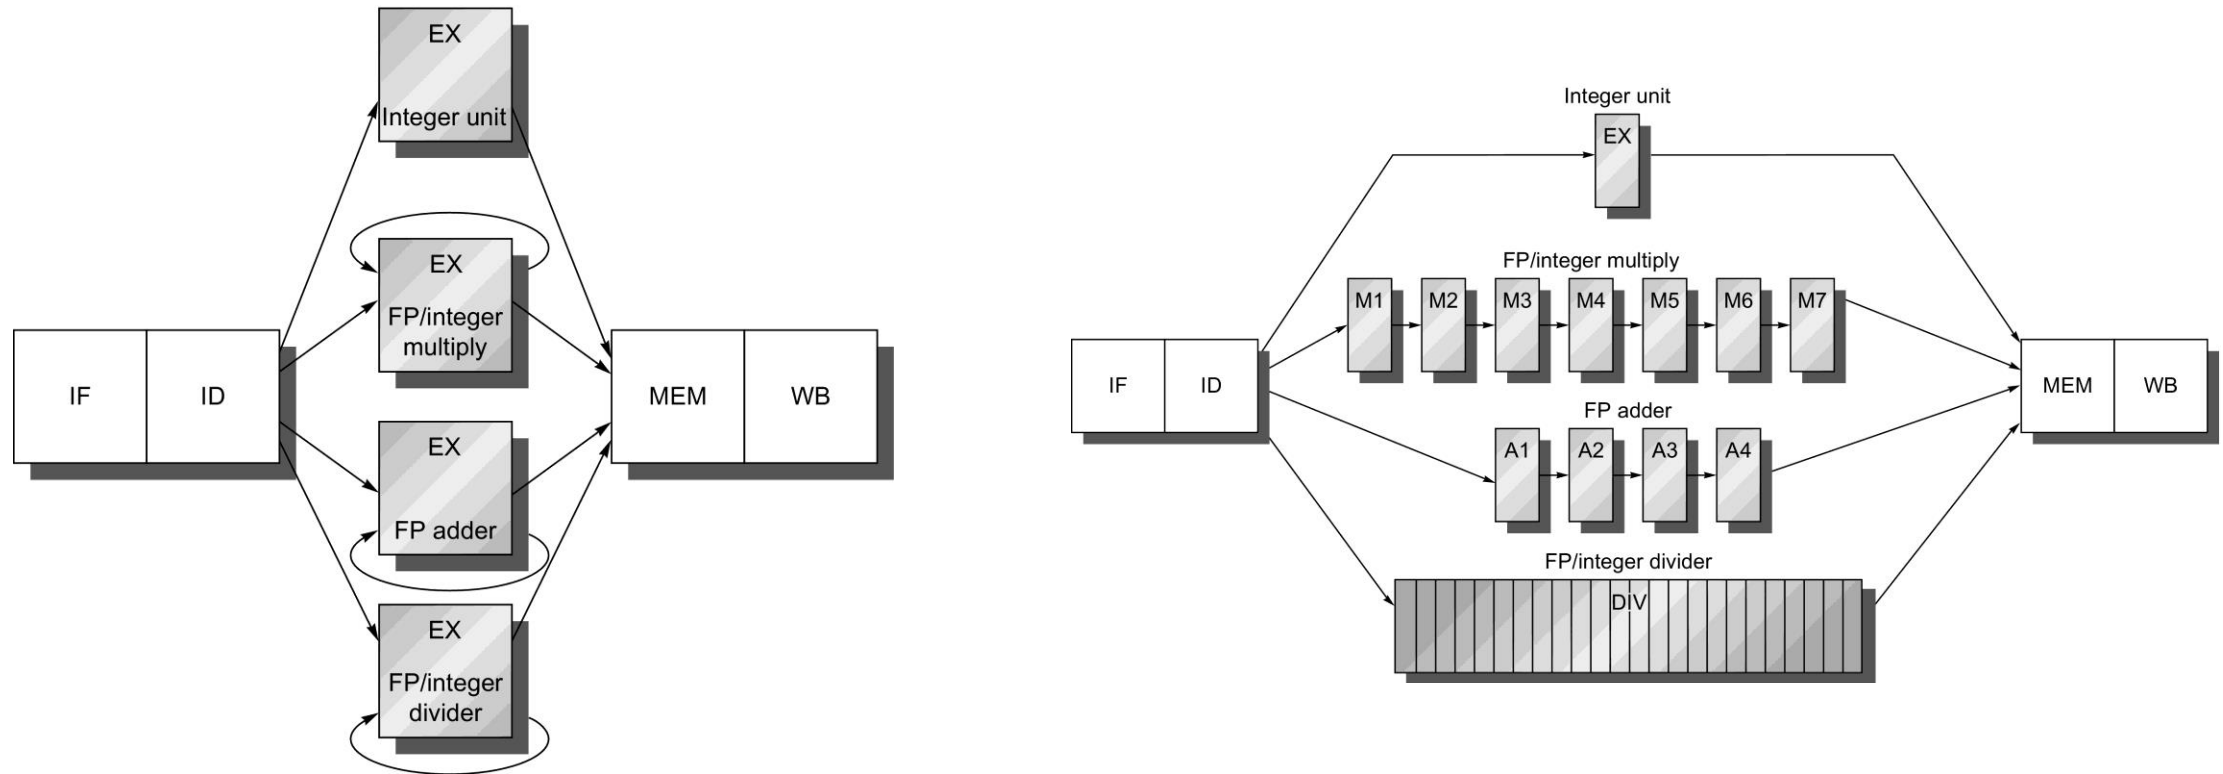 EX
Integer unit
EX
FP/integer
multiply
IF
ID
MEM
WB
EX
FP adder
EX
FP/integer
divider
Integer unit
EX
FP/integer multiply
M1
M2
M3
M4
M5
M6
M7
IF
ID
MEM
WB
FP adder
A1
A2
A3
A4
FP/integer divider
DIV